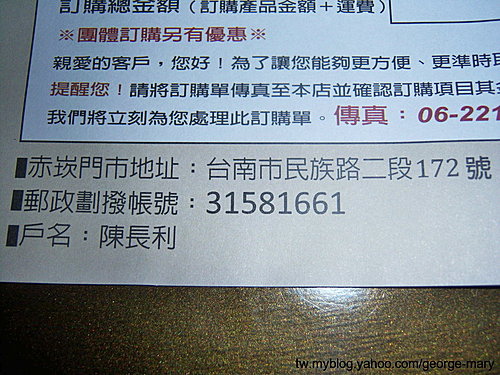 訂購總金額（訂購產品金額＋運費）
※團體訂購另有優惠※
親愛的客戶，您好！為了讓您能夠更方便、更準時
提醒您！請將訂購單傳真至本店並確認訂購項目其
我們將立刻為您處理此訂購單。傳真：06-221
▮赤崁門市地址：台南市民族路二段172號
▮郵政劃撥帳號：31581661
▮戶名：陳長利
tw.myblog.yahoo.com/george-mary